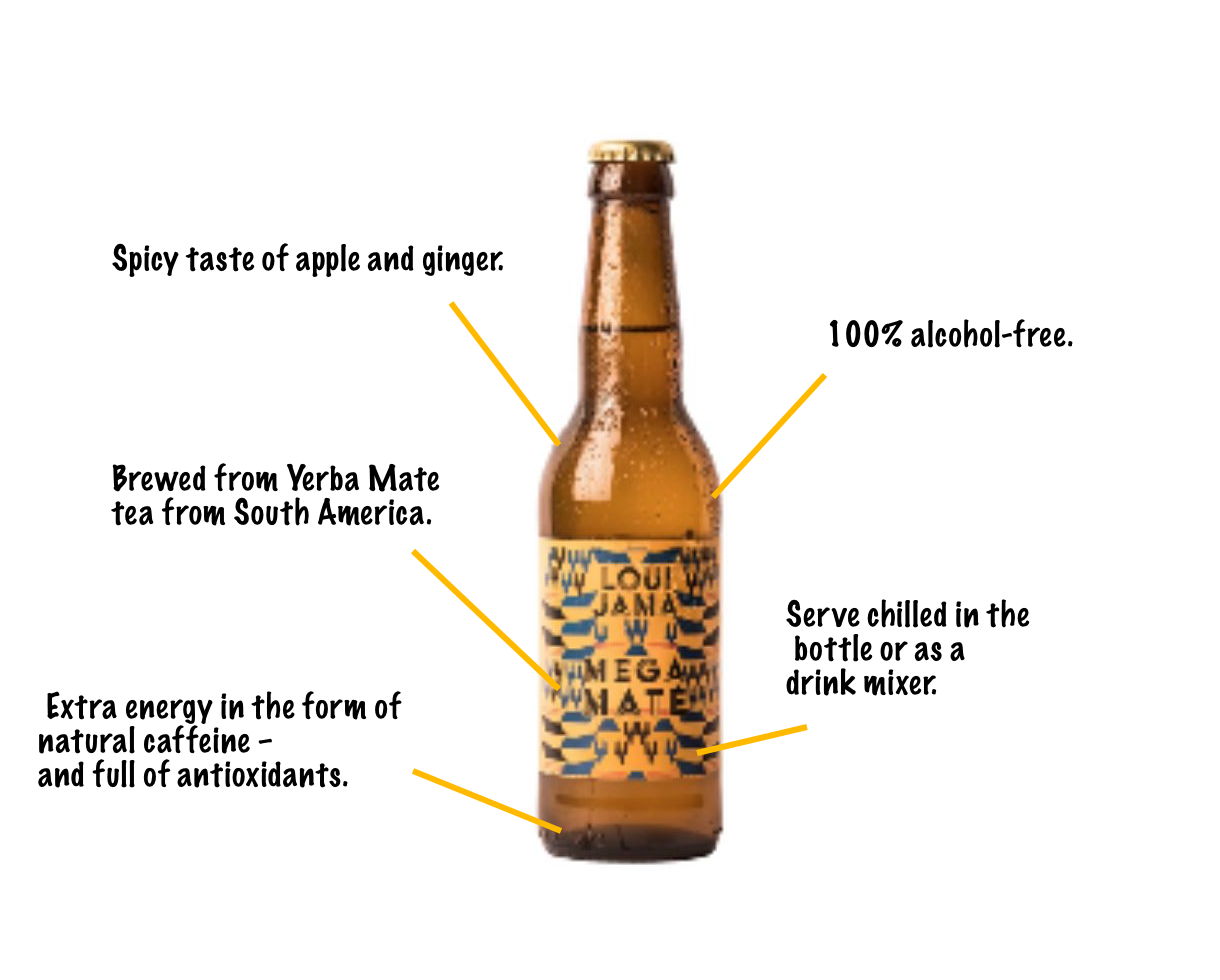 Spicy taste of apple and ginger.
100% alcohol-free.
Brewed from Yerba Mate
tea from South America.
LOUI
JAMA
W
MEGA
MATE
Serve chilled in the
bottle or as a
drink mixer.
Extra energy in the form of
natural caffeine –
and full of antioxidants.